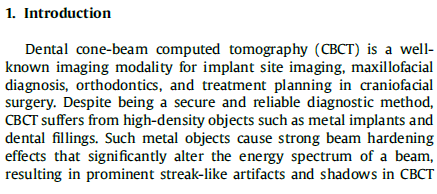 1. Introduction
Dental cone-beam computed tomography (CBCT) is a well-
known imaging modality for implant site imaging, maxillofacial
diagnosis, orthodontics, and treatment planning in craniofacial
surgery. Despite being a secure and reliable diagnostic method,
CBCT suffers from high-density objects such as metal implants and
dental fillings. Such metal objects cause strong beam hardening
effects that significantly alter the energy spectrum of a beam,
resulting in prominent streak-like artifacts and shadows in CBCT